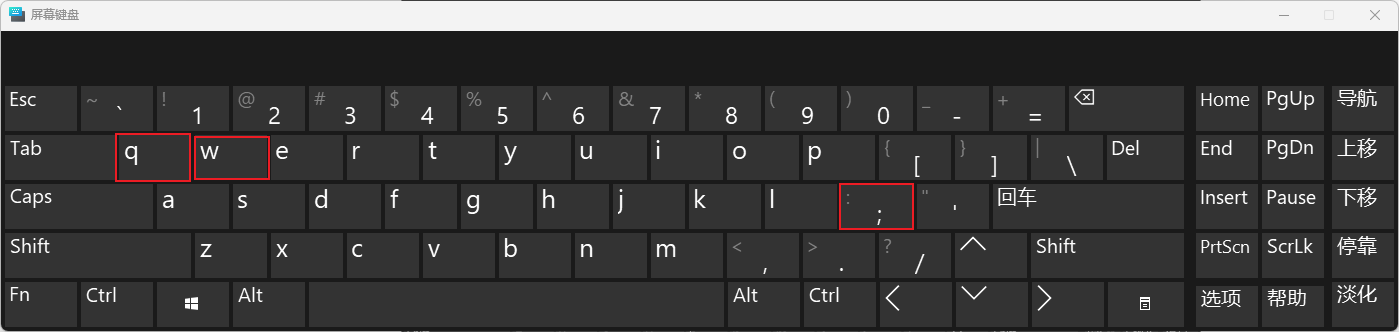 屏幕键盘
Esc ~ ` ! 1 @ 2 # 3 $ 4 % 5 ^ 6 & 7 * 8 ( 9 ) 0 _ - + = Home PgUp 导航
Tab q w e r t y u i o p { [ } ] | \ Del End PgDn 上移
Caps a s d f g h j k l : ; " ' 回车 Insert Pause 下移
Shift z x c v b n m < , > . ? / Shift PrtScn ScrLk 停靠
Fn Ctrl Alt Alt Ctrl 选项 帮助 淡化